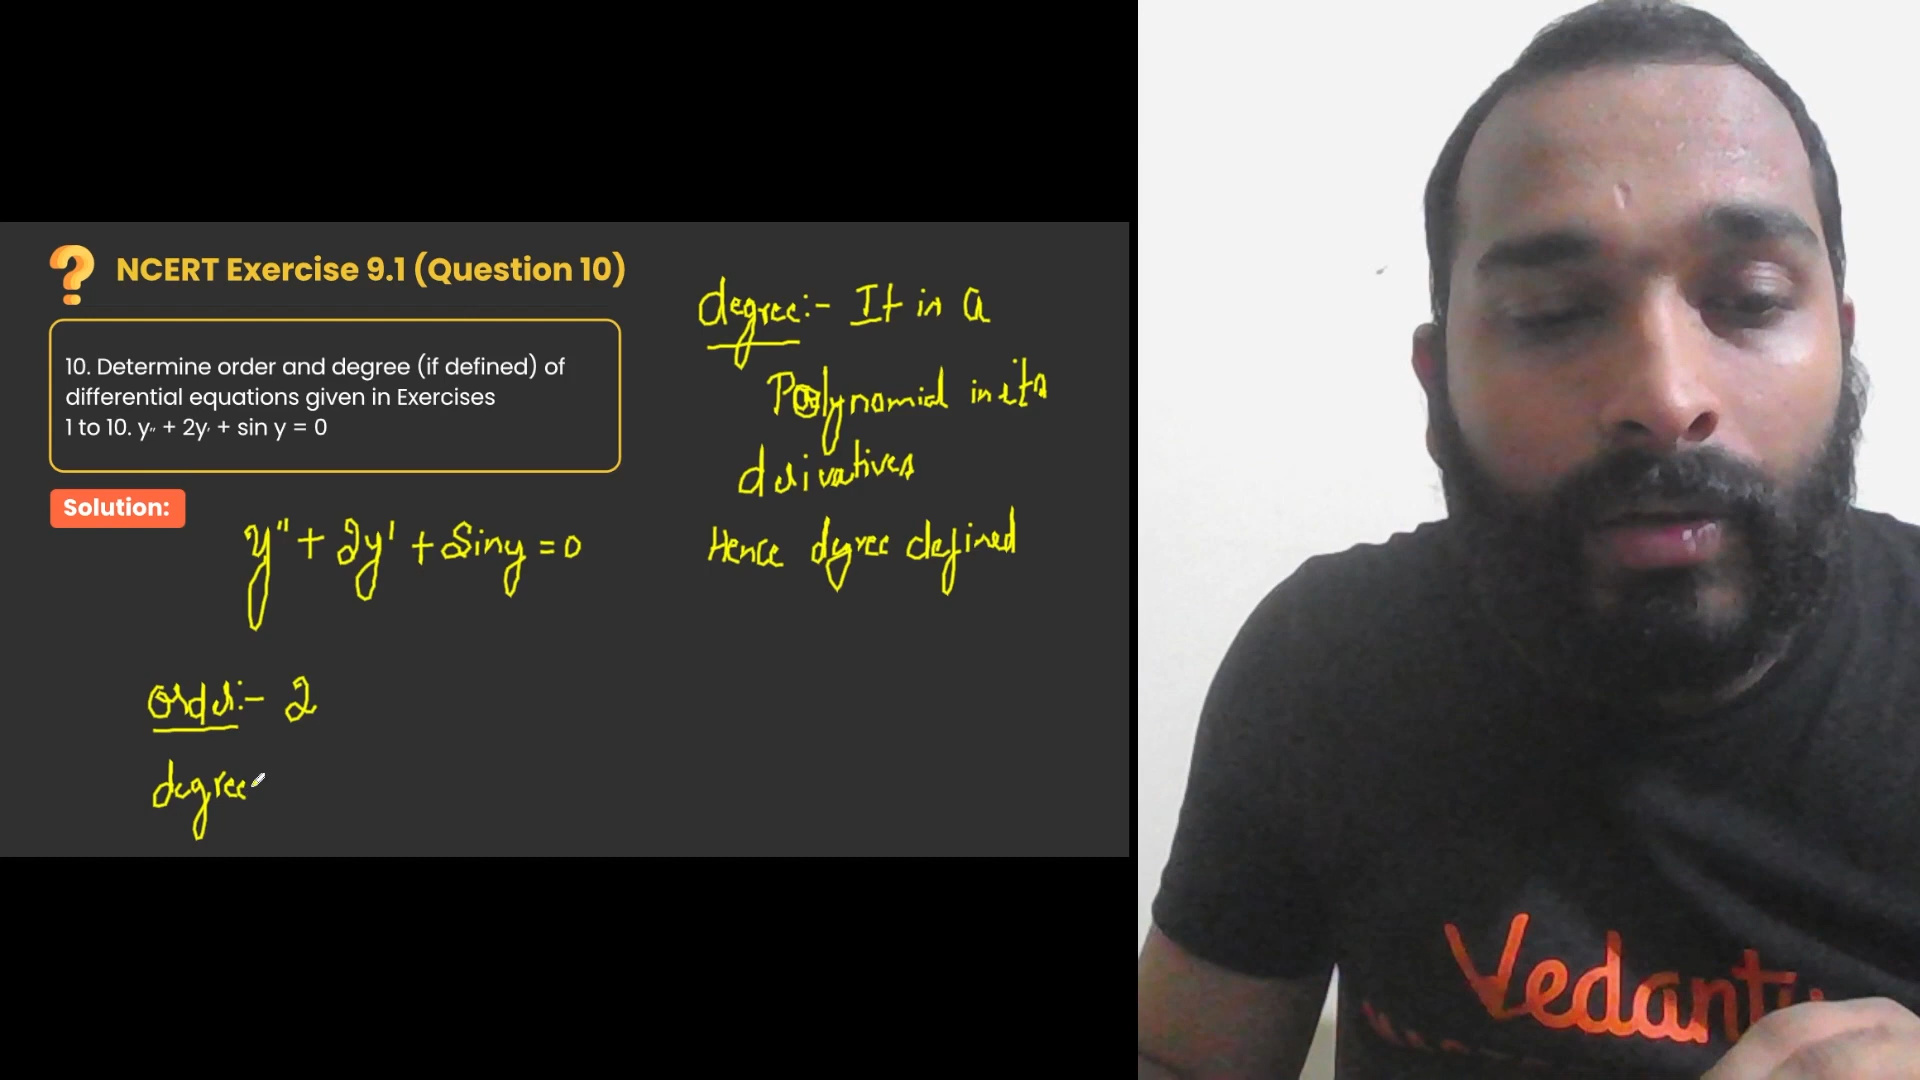 NCERT Exercise 9.1 (Question 10)
10. Determine order and degree (if defined) of
differential equations given in Exercises
1 to 10. y″ + 2y′ + sin y = 0
Solution:
y" + 2y' + Siny = 0
order:- 2
degree
degree:- It is a
Polynomial in its
derivatives
Hence degree defined
Vedantu